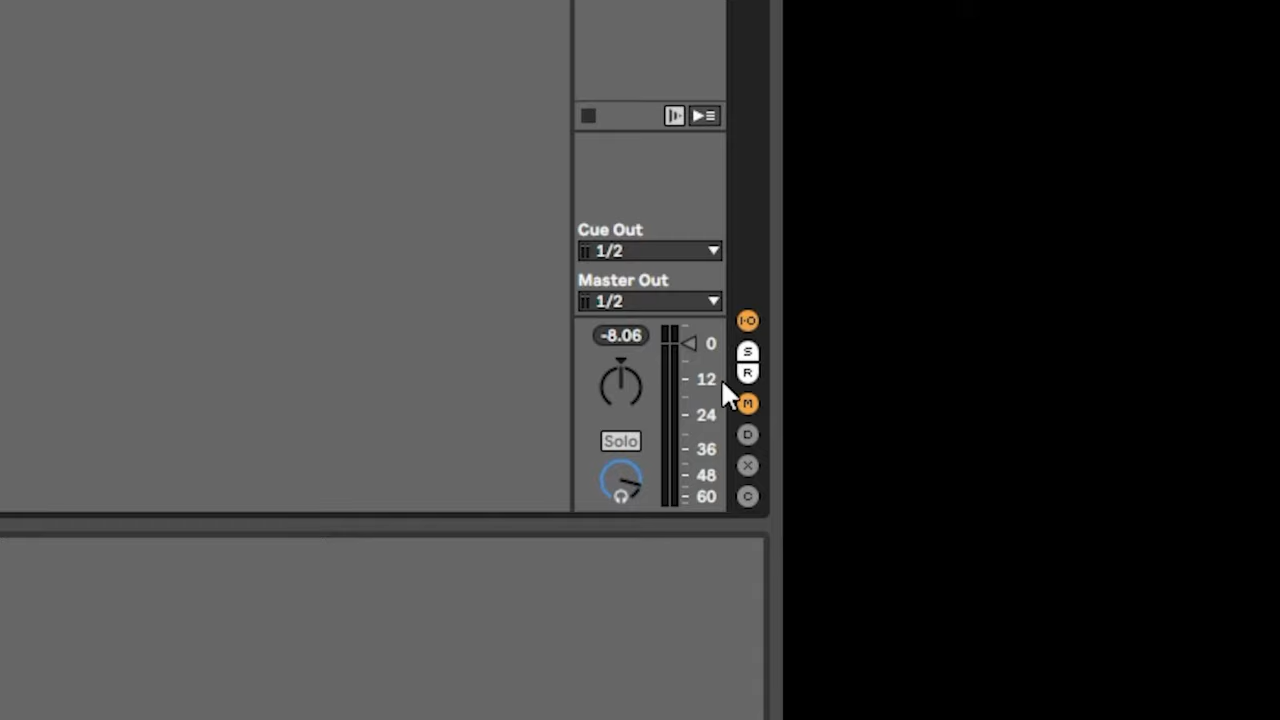 Cue Out
1/2
Master Out
1/2
-8.06
0
12
24
36
48
60
Solo
I·O
S
R
M
D
X
C